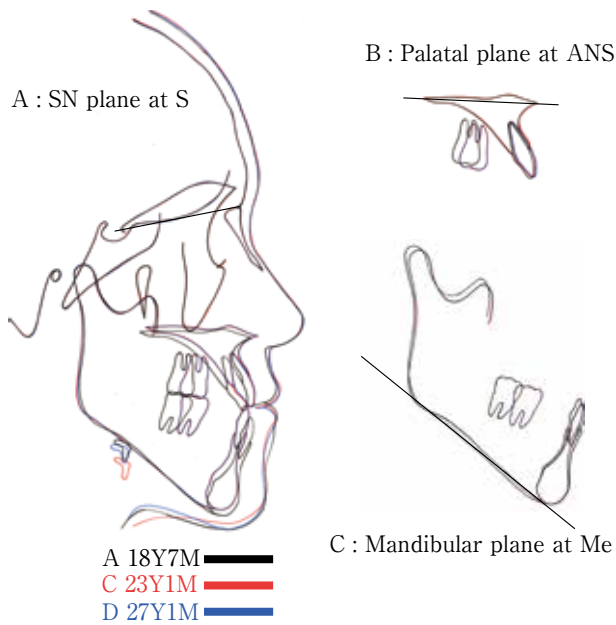 B : Palatal plane at ANS
A : SN plane at S
C : Mandibular plane at Me
A 18Y7M
C 23Y1M
D 27Y1M